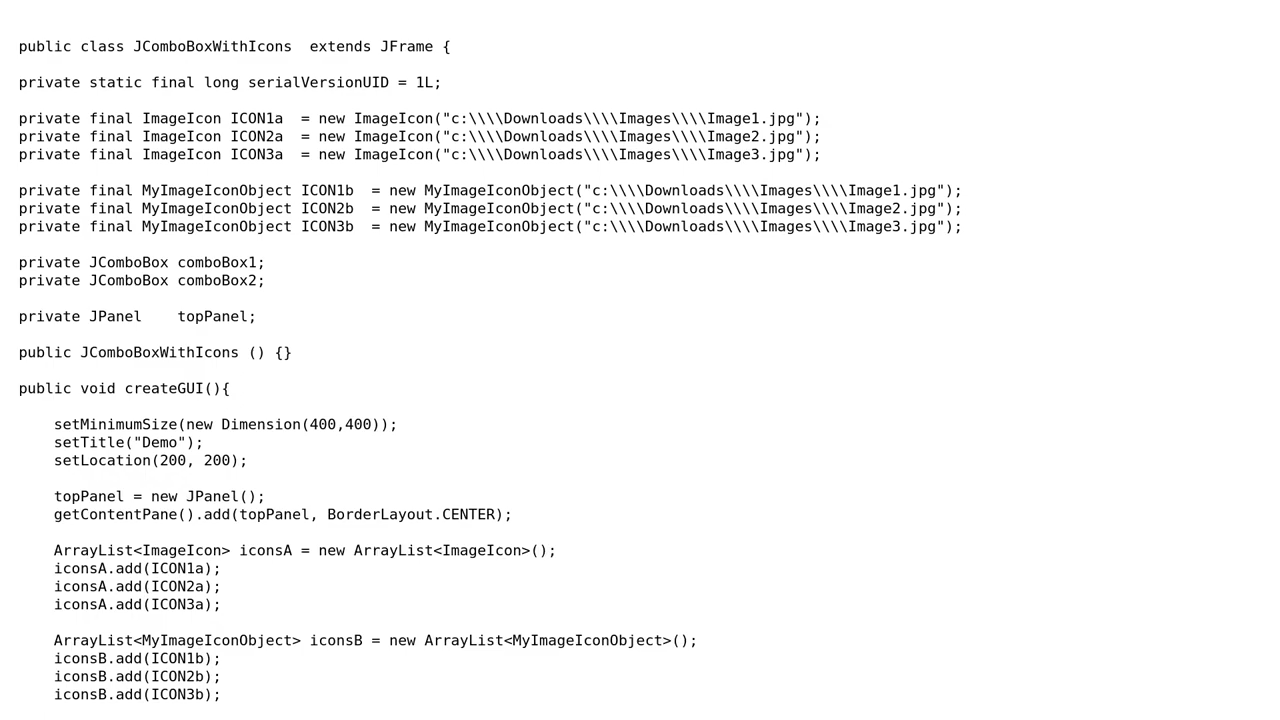 public class JComboBoxWithIcons  extends JFrame {
private static final long serialVersionUID = 1L;
private final ImageIcon ICON1a  = new ImageIcon("c:\\\\Downloads\\\\Images\\\\Image1.jpg");
private final ImageIcon ICON2a  = new ImageIcon("c:\\\\Downloads\\\\Images\\\\Image2.jpg");
private final ImageIcon ICON3a  = new ImageIcon("c:\\\\Downloads\\\\Images\\\\Image3.jpg");
private final MyImageIconObject ICON1b  = new MyImageIconObject("c:\\\\Downloads\\\\Images\\\\Image1.jpg");
private final MyImageIconObject ICON2b  = new MyImageIconObject("c:\\\\Downloads\\\\Images\\\\Image2.jpg");
private final MyImageIconObject ICON3b  = new MyImageIconObject("c:\\\\Downloads\\\\Images\\\\Image3.jpg");
private JComboBox comboBox1;
private JComboBox comboBox2;
private JPanel    topPanel;
public JComboBoxWithIcons () {}
public void createGUI(){
    setMinimumSize(new Dimension(400,400));
    setTitle("Demo");
    setLocation(200, 200);
    topPanel = new JPanel();
    getContentPane().add(topPanel, BorderLayout.CENTER);
    ArrayList<ImageIcon> iconsA = new ArrayList<ImageIcon>();
    iconsA.add(ICON1a);
    iconsA.add(ICON2a);
    iconsA.add(ICON3a);
    ArrayList<MyImageIconObject> iconsB = new ArrayList<MyImageIconObject>();
    iconsB.add(ICON1b);
    iconsB.add(ICON2b);
    iconsB.add(ICON3b);